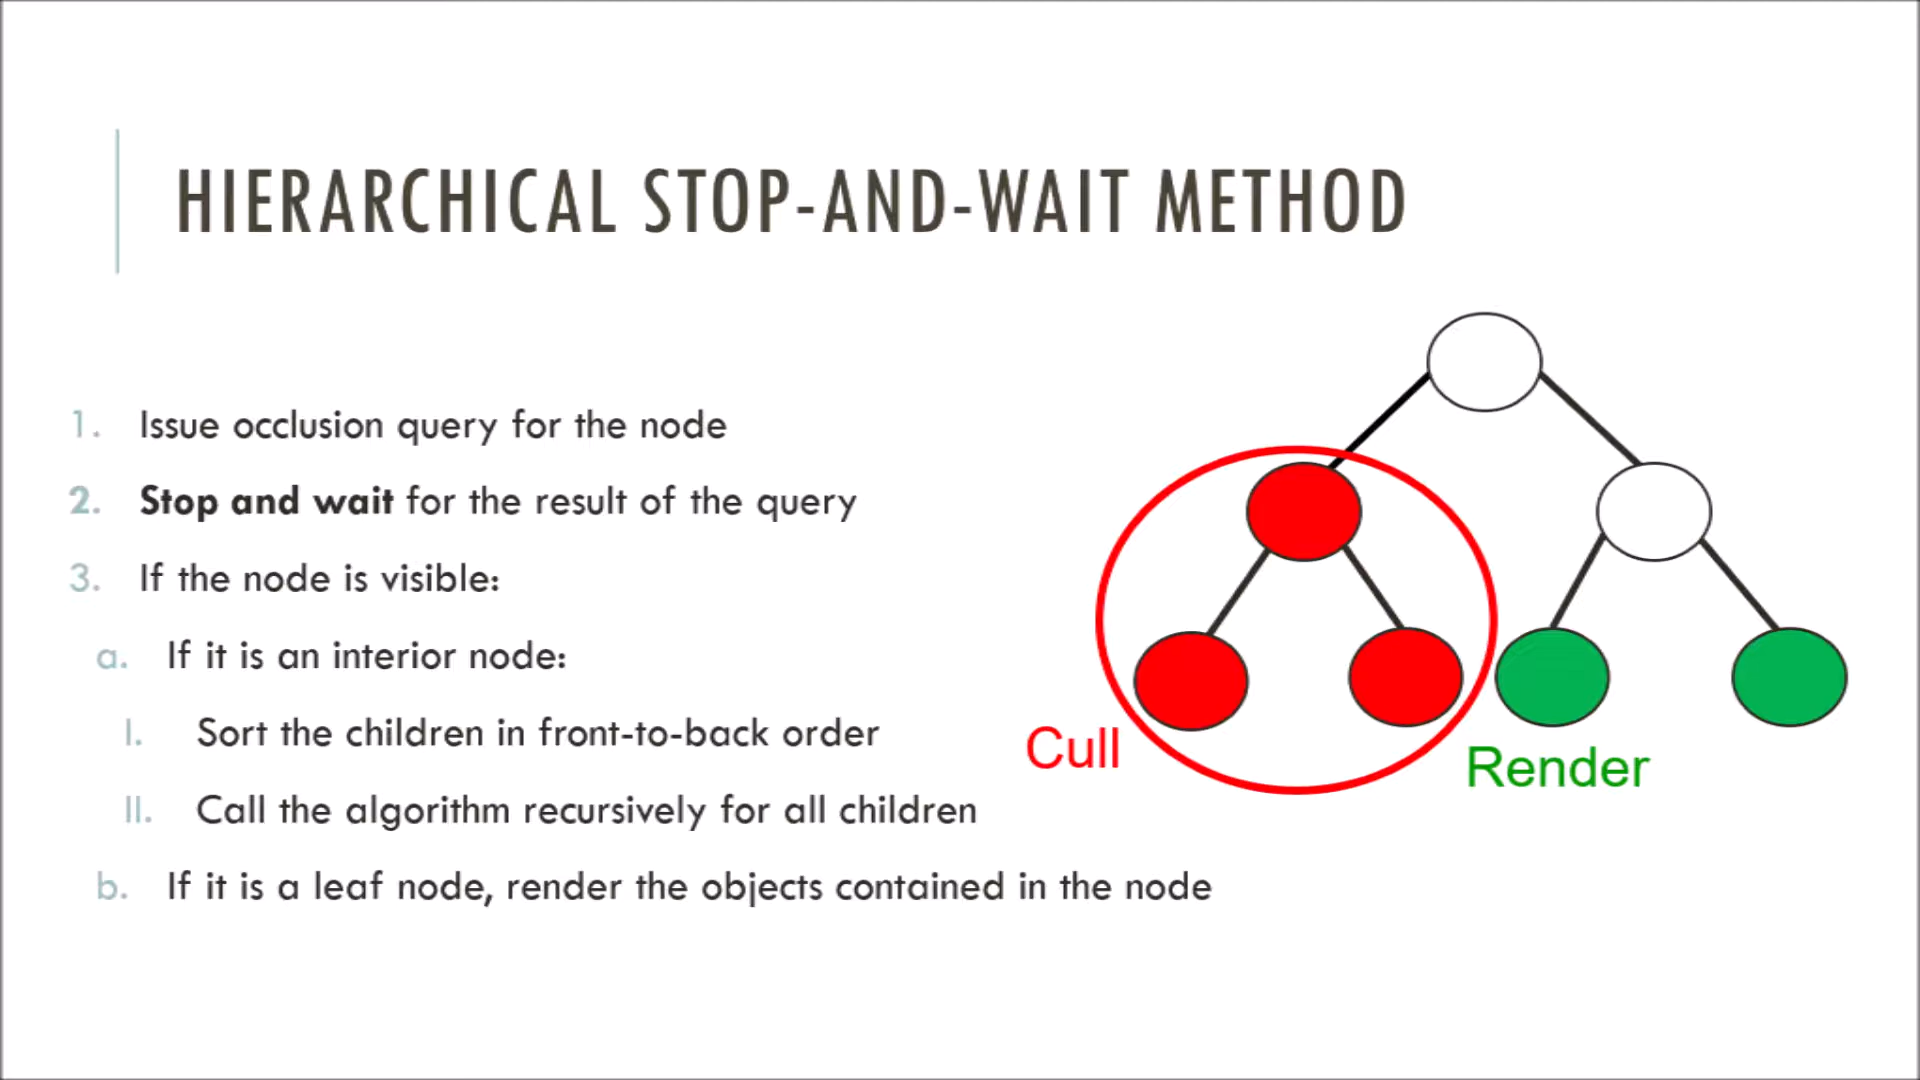 HIERARCHICAL STOP-AND-WAIT METHOD
1. Issue occlusion query for the node
2. Stop and wait for the result of the query
3. If the node is visible:
a. If it is an interior node:
I. Sort the children in front-to-back order
II. Call the algorithm recursively for all children
b. If it is a leaf node, render the objects contained in the node
Cull
Render